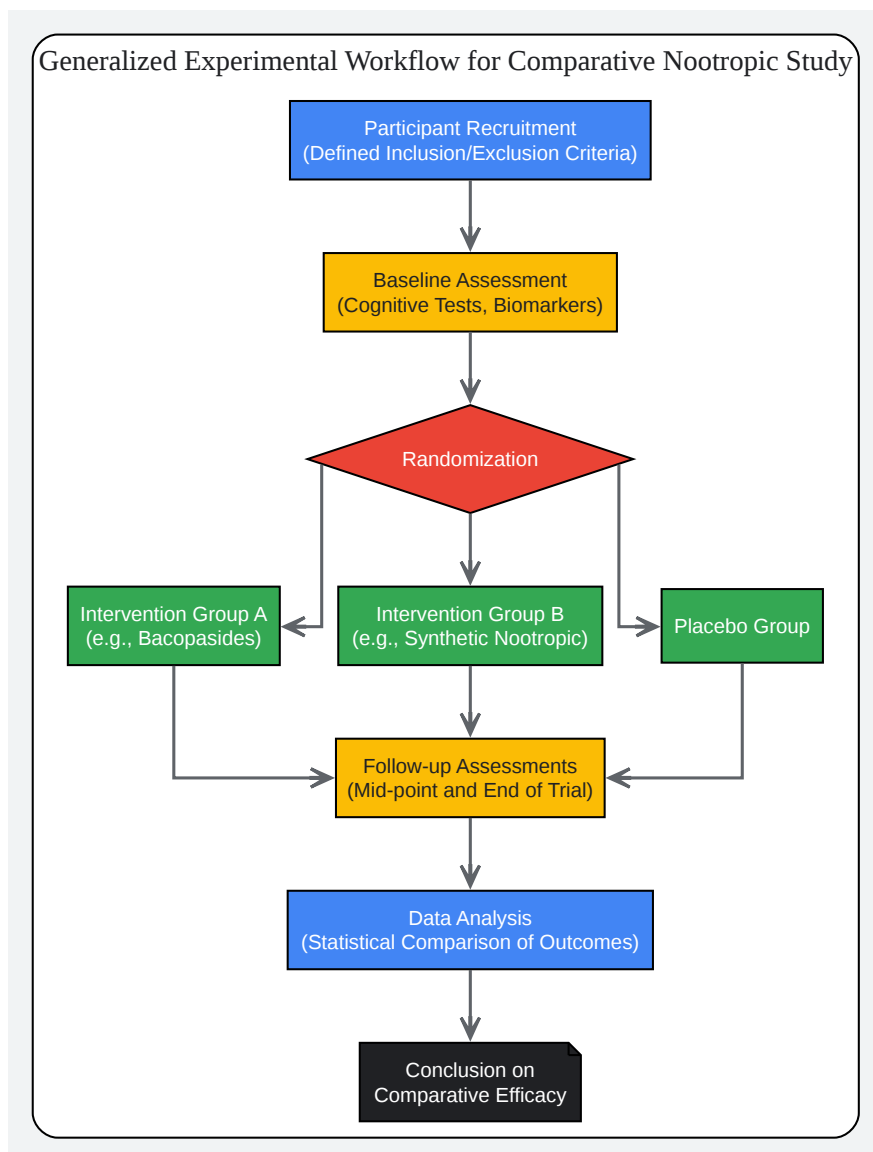 Generalized Experimental Workflow for Comparative Nootropic Study
Participant Recruitment
(Defined Inclusion/Exclusion Criteria)
Baseline Assessment
(Cognitive Tests, Biomarkers)
Randomization
Intervention Group A
(e.g., Bacopasides)
Intervention Group B
(e.g., Synthetic Nootropic)
Placebo Group
Follow-up Assessments
(Mid-point and End of Trial)
Data Analysis
(Statistical Comparison of Outcomes)
Conclusion on
Comparative Efficacy